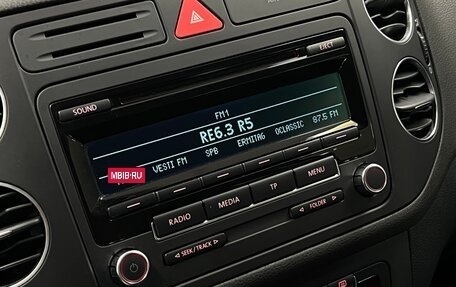 SOUND
EJECT
FM1
RE6.3 R5
VESTI FM
SPB
ERMITAG
OCLASSIC
87.5 FM
MBIB-RU
RADIO
MEDIA
TP
MENU
SEEK / TRACK
FOLDER